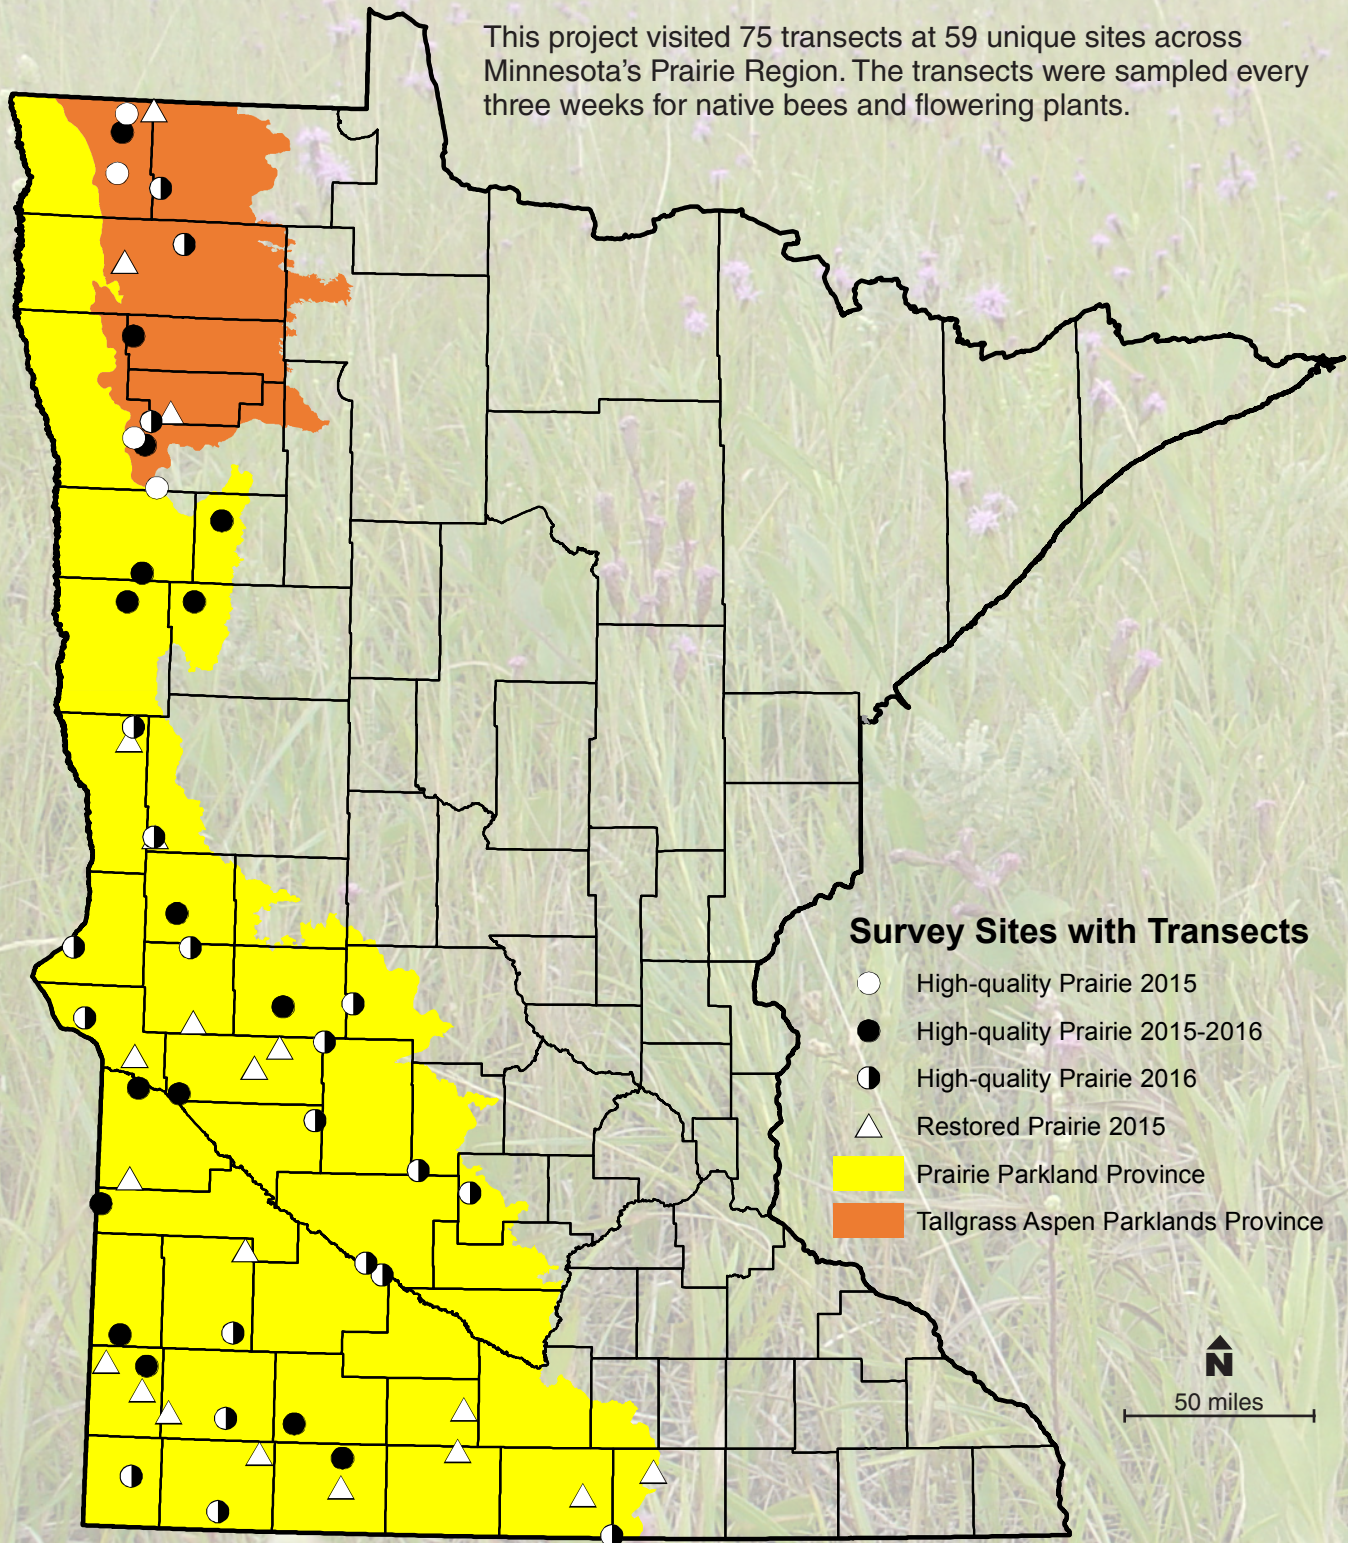 This project visited 75 transects at 59 unique sites across
Minnesota's Prairie Region. The transects were sampled every
three weeks for native bees and flowering plants.
Survey Sites with Transects
High-quality Prairie 2015
High-quality Prairie 2015-2016
High-quality Prairie 2016
Restored Prairie 2015
Prairie Parkland Province
Tallgrass Aspen Parklands Province
N
50 miles